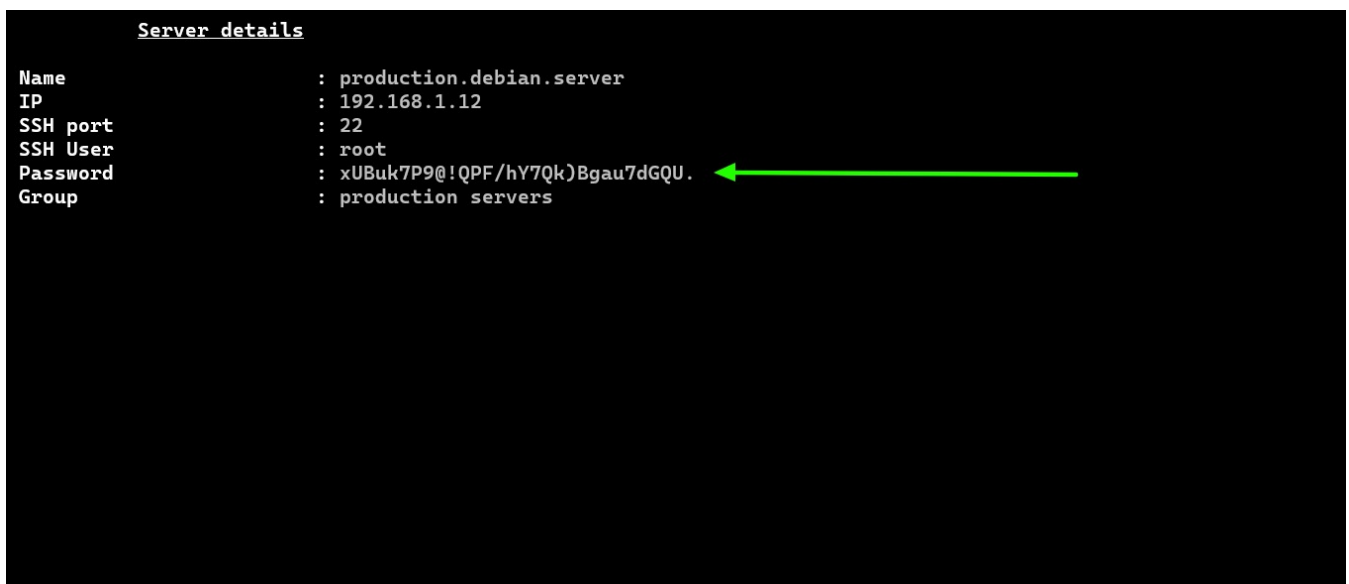 Server details
Name : production.debian.server
IP : 192.168.1.12
SSH port : 22
SSH User : root
Password : xUBuk7P9@!QPF/hY7Qk)Bgau7dGQU.
Group : production servers